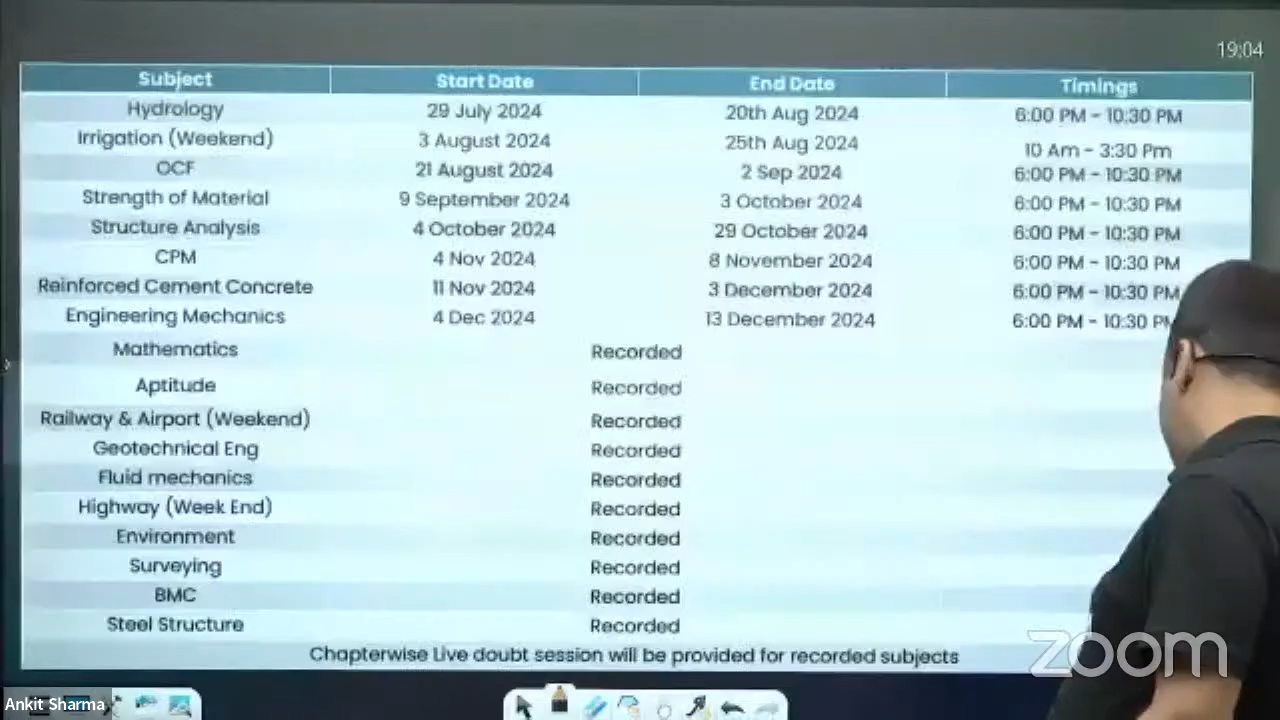 19:04
Subject Start Date End Date Timings
Hydrology 29 July 2024 20th Aug 2024 6:00 PM - 10:30 PM
Irrigation (Weekend) 3 August 2024 25th Aug 2024 10 Am - 3:30 Pm
OCF 21 August 2024 2 Sep 2024 6:00 PM - 10:30 PM
Strength of Material 9 September 2024 3 October 2024 6:00 PM - 10:30 PM
Structure Analysis 4 October 2024 29 October 2024 6:00 PM - 10:30 PM
CPM 4 Nov 2024 8 November 2024 6:00 PM - 10:30 PM
Reinforced Cement Concrete 11 Nov 2024 3 December 2024 6:00 PM - 10:30 PM
Engineering Mechanics 4 Dec 2024 13 December 2024 6:00 PM - 10:30 PM
Mathematics Recorded
Aptitude Recorded
Railway & Airport (Weekend) Recorded
Geotechnical Eng Recorded
Fluid mechanics Recorded
Highway (Week End) Recorded
Environment Recorded
Surveying Recorded
BMC Recorded
Steel Structure Recorded
Chapterwise Live doubt session will be provided for recorded subjects
zoom
Ankit Sharma